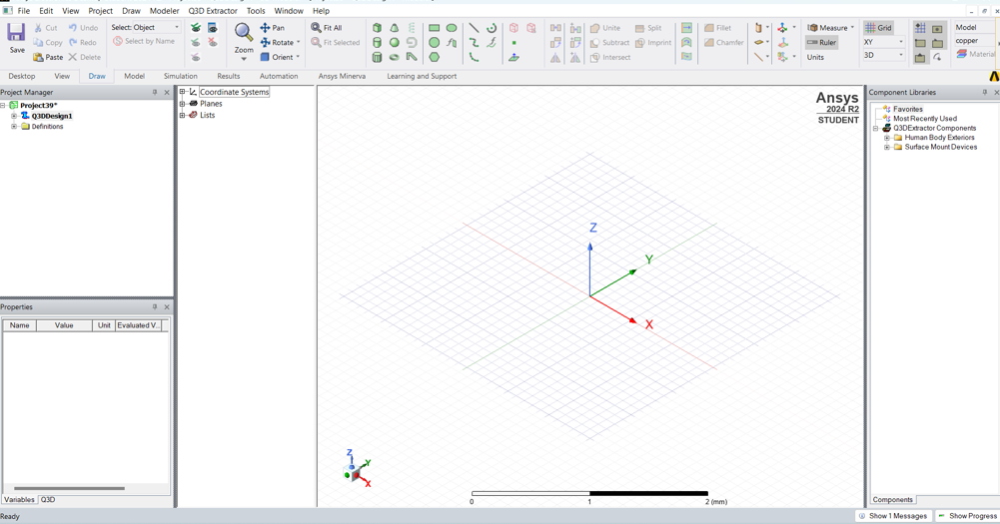 File Edit View Project Draw Modeler Q3D Extractor Tools Window Help
Save
Cut
Copy
Paste
Undo
Redo
Delete
Select: Object
Select by Name
Zoom
Pan
Rotate
Orient
Fit All
Fit Selected
Unite
Subtract
Intersect
Split
Imprint
Fillet
Chamfer
Measure
Ruler
Units
Grid
XY
3D
Model
copper
Material
Desktop View Draw Model Simulation Results Automation Ansys Minerva Learning and Support
Project Manager
Project39*
Q3DDesign1
Definitions
Properties
Name Value Unit Evaluated V...
Variables Q3D
Coordinate Systems
Planes
Lists
Ansys
2024 R2
STUDENT
Z
Y
X
Z
Y
X
0 1 2 (mm)
Component Libraries
Favorites
Most Recently Used
Q3DExtractor Components
Human Body Exteriors
Surface Mount Devices
Components
Ready
Show 1 Messages
Show Progress